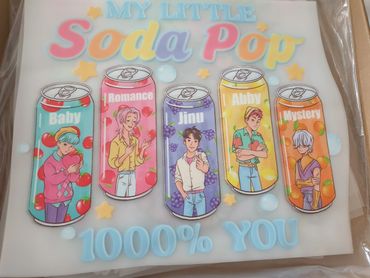 MY LITTLE
Soda Pop
Baby
Romance
Jinu
Abby
Mystery
1000% YOU